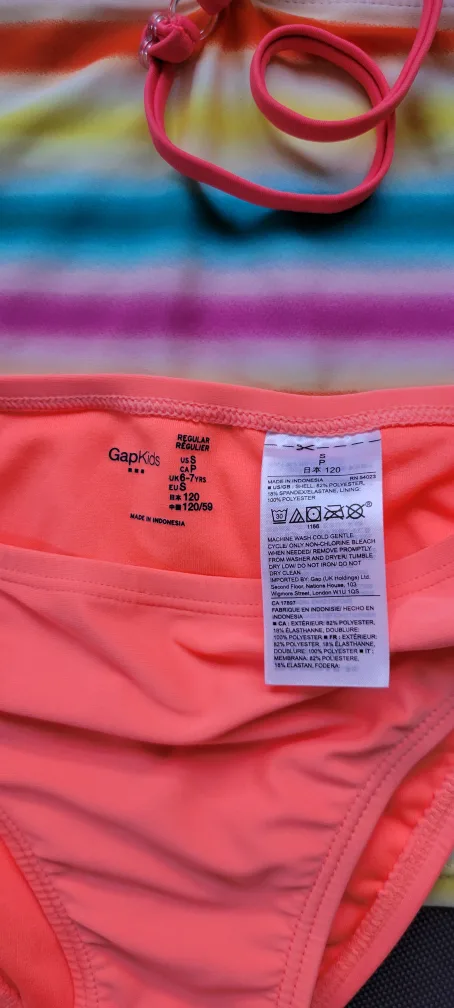 GapKids
REGULAR
RÉGULIER
US S
CA P
UK 6-7YRS
EU S
日本 120
中国 120/59
MADE IN INDONESIA
S
P
日本 120
MADE IN INDONESIA RN 54023
■ US/GB: SHELL: 82% POLYESTER,
18% SPANDEX/ELASTANE, LINING:
100% POLYESTER
30
1166
MACHINE WASH COLD GENTLE
CYCLE/ ONLY NON-CHLORINE BLEACH
WHEN NEEDED/ REMOVE PROMPTLY
FROM WASHER AND DRYER/ TUMBLE
DRY LOW/ DO NOT IRON/ DO NOT
DRY CLEAN
IMPORTED BY: Gap (UK Holdings) Ltd.
Second Floor, Nations House, 103
Wigmore Street, London W1U 1QS
CA 17897
FABRIQUÉ EN INDONÉSIE/ HECHO EN
INDONESIA
■ CA : EXTÉRIEUR: 82% POLYESTER,
18% ÉLASTHANNE, DOUBLURE:
100% POLYESTER ■ FR : EXTÉRIEUR:
82% POLYESTER, 18% ÉLASTHANNE,
DOUBLURE: 100% POLYESTER ■ IT :
MEMBRANA: 82% POLIESTERE,
18% ELASTAN, FODERA: